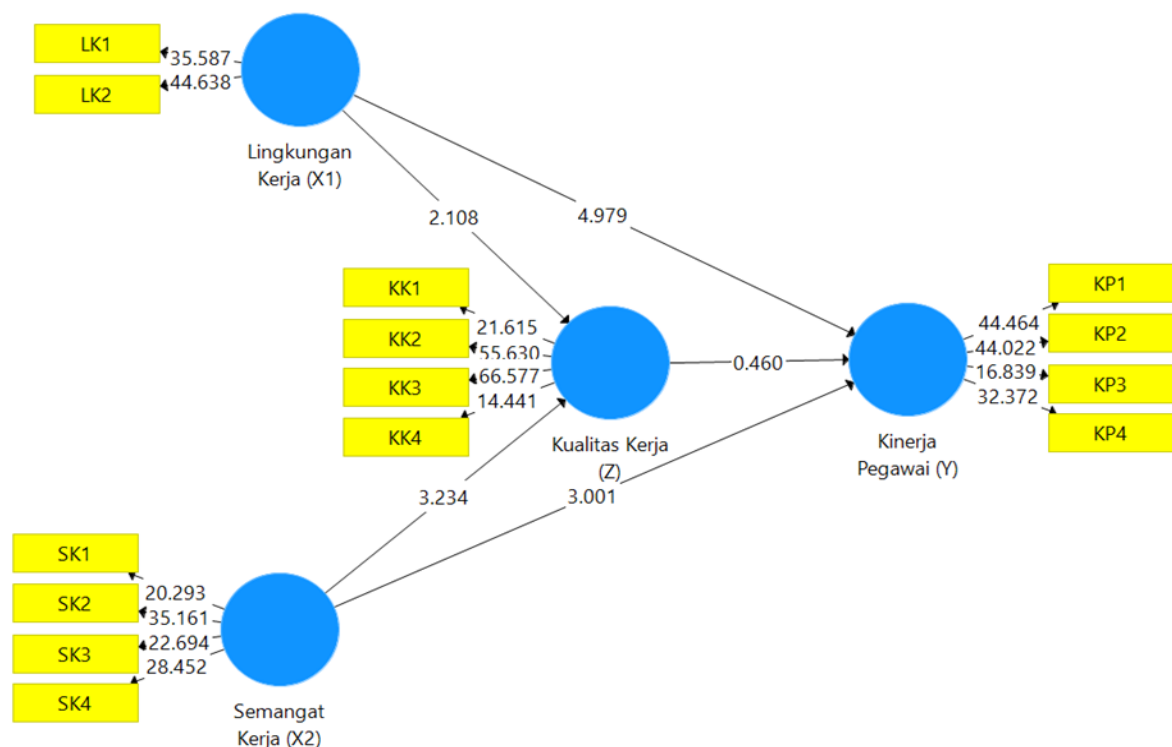 LK1
35.587
LK2
44.638
Lingkungan
Kerja (X1)
2.108
4.979
KK1
21.615
KK2
55.630
KK3
66.577
KK4
14.441
Kualitas Kerja
(Z)
0.460
KP1
44.464
KP2
44.022
KP3
16.839
KP4
32.372
Kinerja
Pegawai (Y)
3.234
3.001
SK1
20.293
SK2
35.161
SK3
22.694
SK4
28.452
Semangat
Kerja (X2)